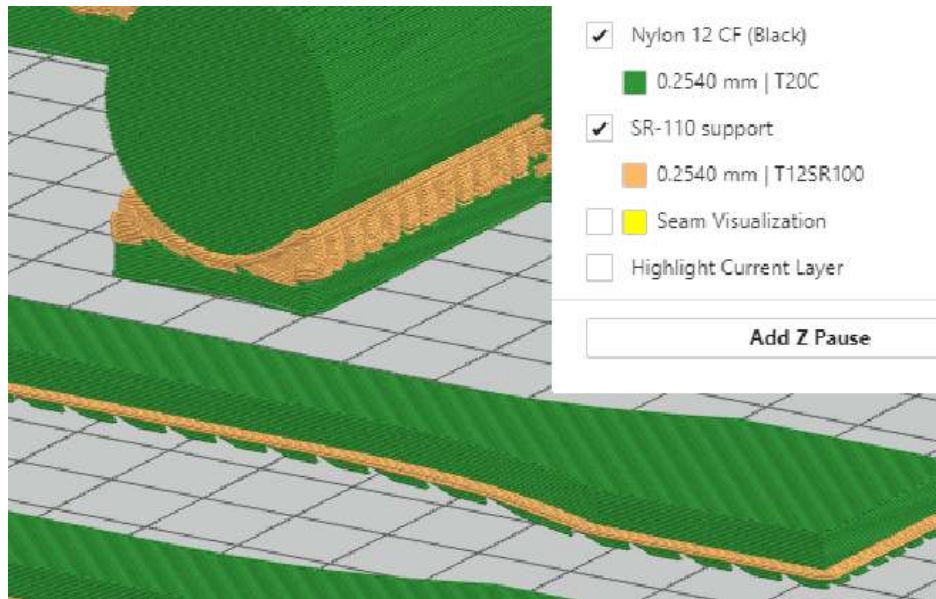 Nylon 12 CF (Black)
0.2540 mm | T20C
SR-110 support
0.2540 mm | T12SR100
Seam Visualization
Highlight Current Layer
Add Z Pause